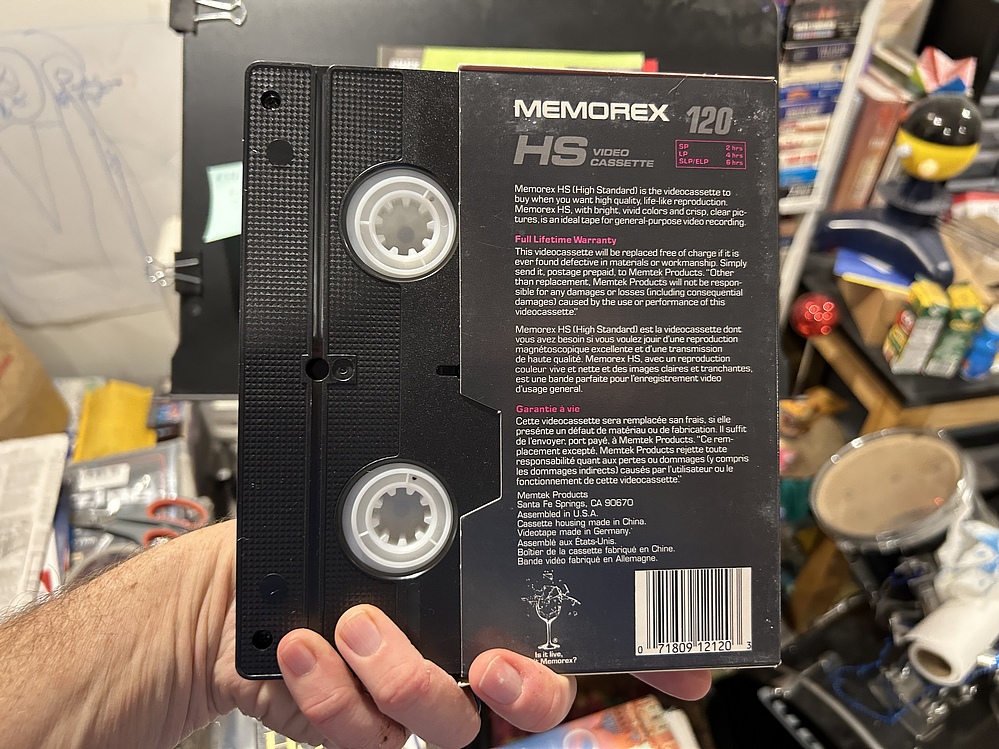 MEMOREX 120
HS VIDEO
CASSETTE
SP 2 hrs
LP 4 hrs
SLP/ELP 6 hrs
Memorex HS (High Standard) is the videocassette to
buy when you want high quality, life-like reproduction.
Memorex HS, with bright, vivid colors and crisp, clear pic-
tures, is an ideal tape for general-purpose video recording.
Full Lifetime Warranty
This videocassette will be replaced free of charge if it is
ever found defective in materials or workmanship. Simply
send it, postage prepaid, to Memtek Products. "Other
than replacement, Memtek Products will not be respon-
sible for any damages or losses (including consequential
damages) caused by the use or performance of this
videocassette."
Memorex HS (High Standard) est la videocassette dont
vous avez besoin si vous voulez jouir d'une reproduction
magnétoscopique excellente et d'une transmission
de haute qualité. Memorex HS, avec un reproduction
couleur vive et nette et des images claires et tranchantes,
est une bande parfaite pour l'enregistrement video
d'usage general.
Garantie à vie
Cette videocassette sera remplacée san frais, si elle
presénte un défaut de matériau ou de fabrication. Il suffit
de l'envoyer, port payé, à Memtek Products. "Ce rem-
placement excepté, Memtek Products rejette toute
responsabilité quant aux pertes ou dommages (y compris
les dommages indirects) causés par l'utilisateur ou le
fonctionnement de cette videocassette."
Memtek Products
Santa Fe Springs, CA 90670
Assembled in U.S.A.
Cassette housing made in China.
Videotape made in Germany.
Assemblé aux États-Unis.
Boîtier de la cassette fabriqué en Chine.
Bande vidéo fabriqué en Allemagne.
Is it live,
it Memorex?
0 71809 12120 3